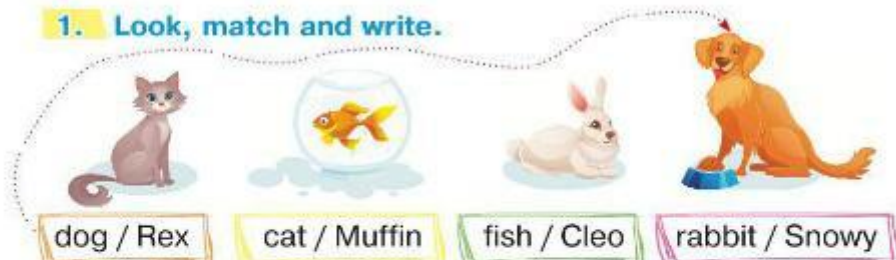 1. Look, match and write.
dog / Rex cat / Muffin fish / Cleo rabbit / Snowy